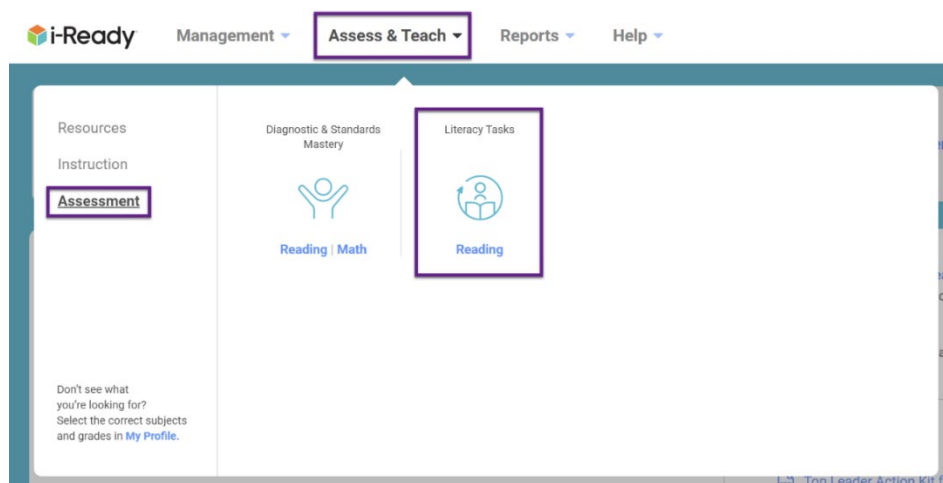 i-Ready Management Assess & Teach Reports Help
Resources
Instruction
Assessment
Diagnostic & Standards
Mastery
Reading | Math
Literacy Tasks
Reading
Don't see what
you're looking for?
Select the correct subjects
and grades in My Profile.
Top Leader Action Kit f